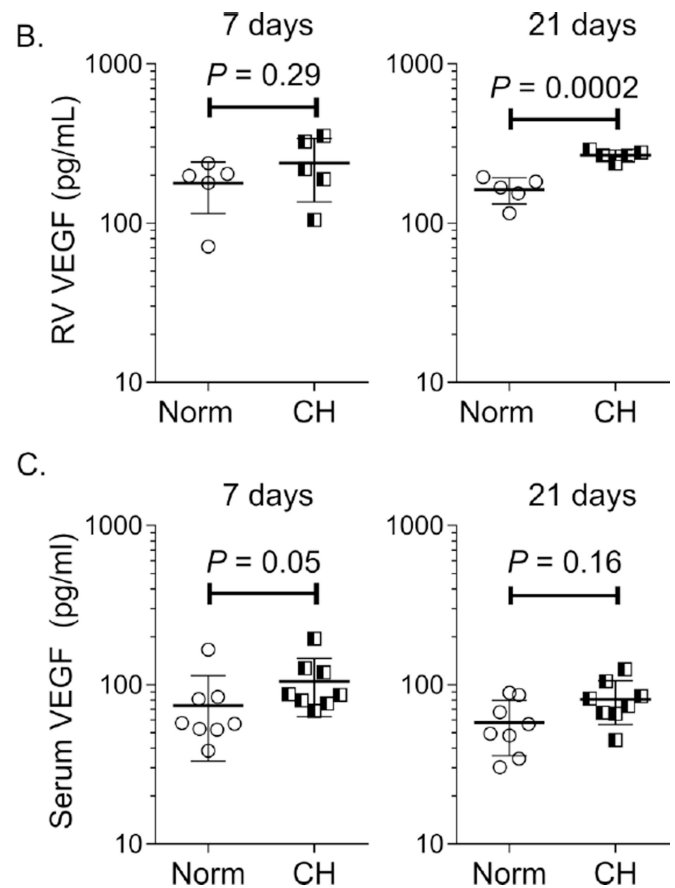 B.
7 days
21 days
P = 0.29
P = 0.0002
RV VEGF (pg/mL)
1000
100
10
1000
100
10
Norm
CH
Norm
CH
C.
7 days
21 days
P = 0.05
P = 0.16
Serum VEGF (pg/ml)
1000
100
10
1000
100
10
Norm
CH
Norm
CH